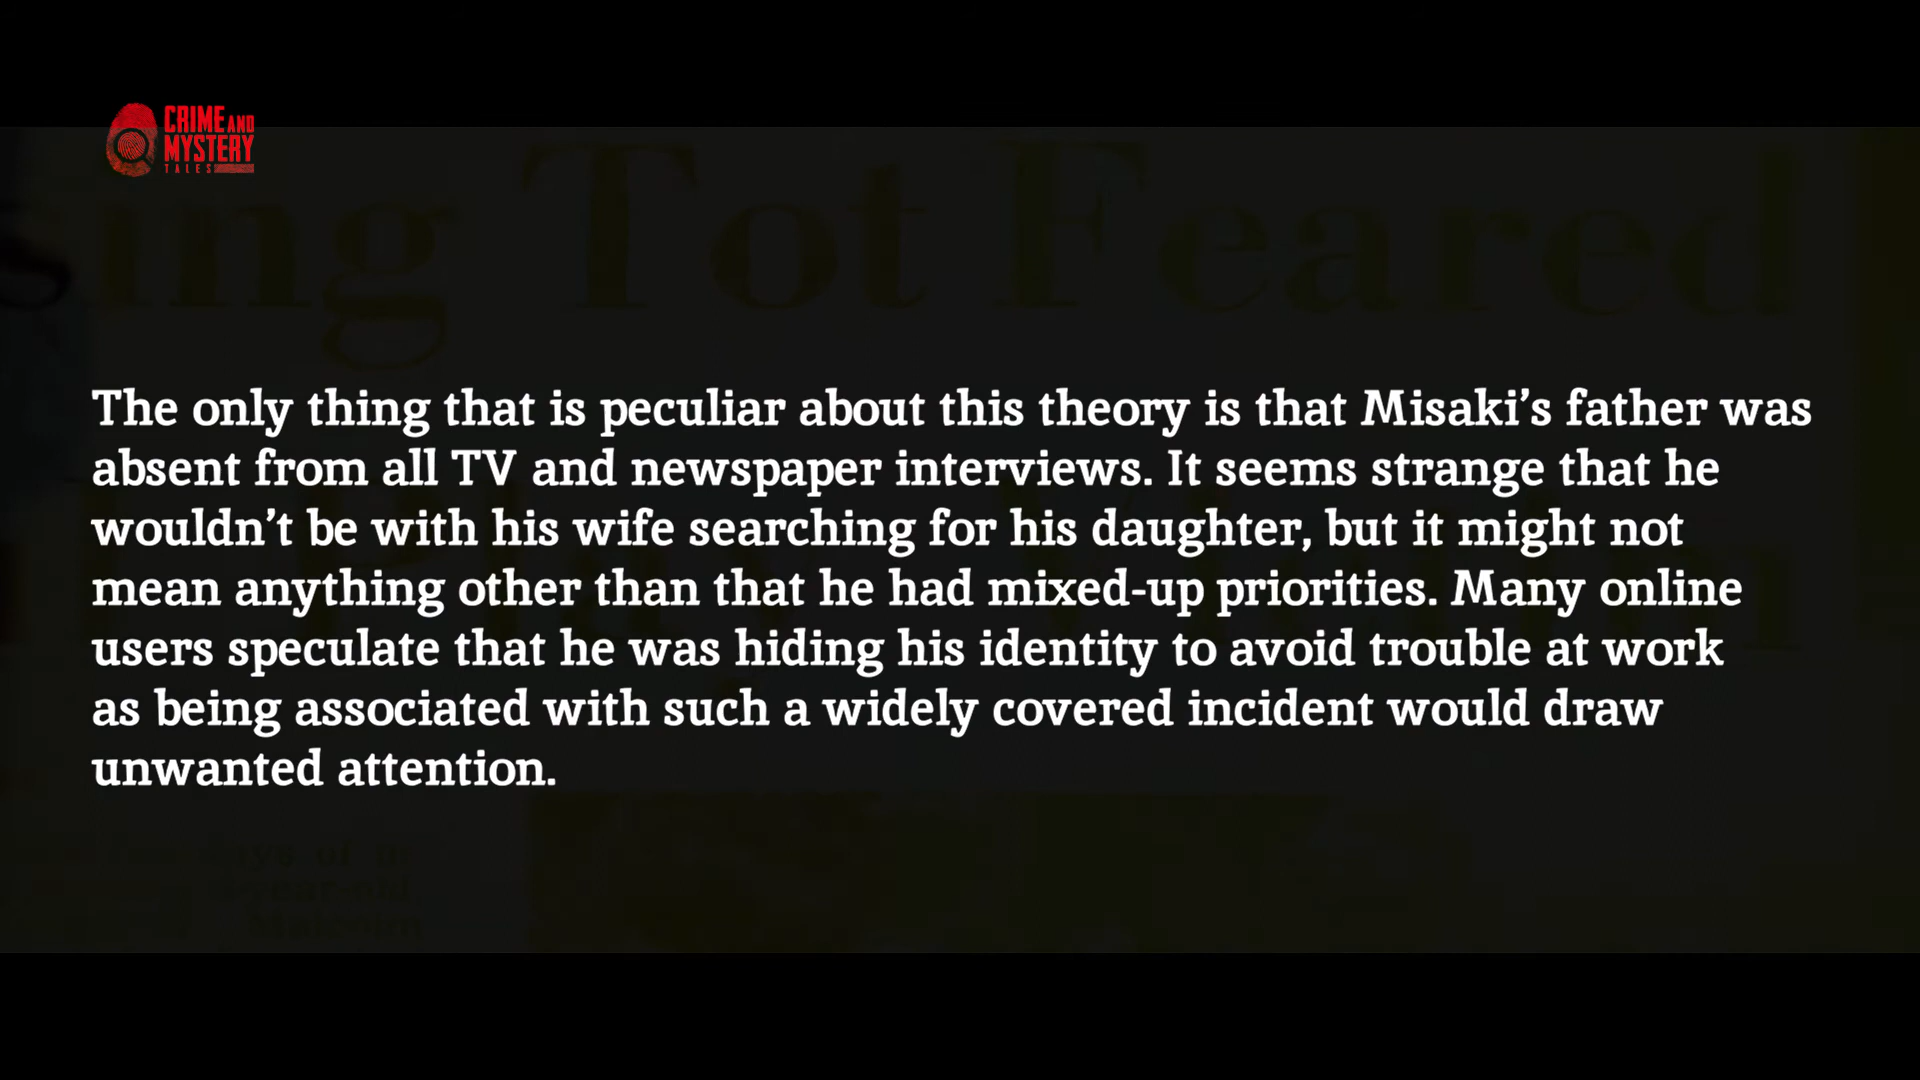 CRIME AND
MYSTERY
TALES
ing Tot Feared
The only thing that is peculiar about this theory is that Misaki’s father was
absent from all TV and newspaper interviews. It seems strange that he
wouldn’t be with his wife searching for his daughter, but it might not
mean anything other than that he had mixed-up priorities. Many online
users speculate that he was hiding his identity to avoid trouble at work
as being associated with such a widely covered incident would draw
unwanted attention.